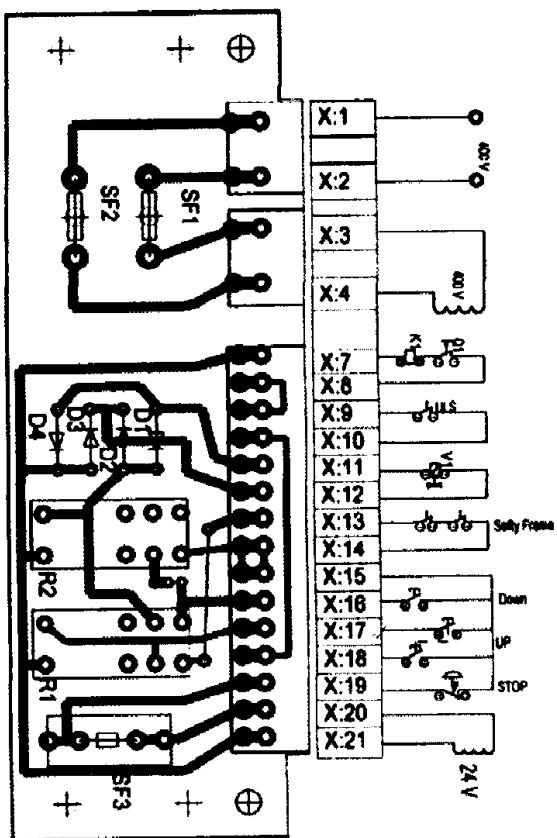 X:1
X:2
400 V
X:3
X:4
400 V
SF2
SF1
X:7
X:8
K1
Q1
X:9
X:10
X:11
X:12
X:13
X:14
Safty Frame
X:15
X:16
Down
X:17
X:18
UP
X:19
STOP
X:20
X:21
24 V
D4
D3
D2
D1
R2
R1
SF3